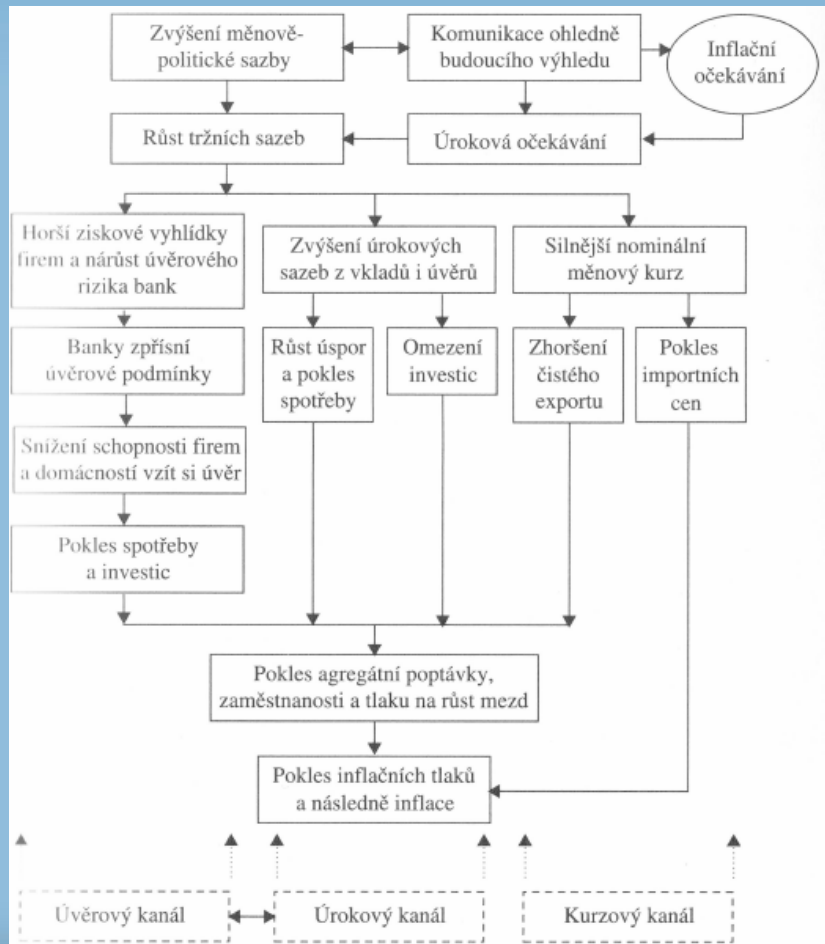 Zvýšení měnově-
politické sazby
Komunikace ohledně
budoucího výhledu
Inflační
očekávání
Růst tržních sazeb
Úroková očekávání
Horší ziskové vyhlídky
firem a nárůst úvěrového
rizika bank
Zvýšení úrokových
sazeb z vkladů i úvěrů
Silnější nominální
měnový kurz
Banky zpřísní
úvěrové podmínky
Růst úspor
a pokles
spotřeby
Omezení
investic
Zhoršení
čistého
exportu
Pokles
importních
cen
Snížení schopnosti firem
a domácností vzít si úvěr
Pokles spotřeby
a investic
Pokles agregátní poptávky,
zaměstnanosti a tlaku na růst mezd
Pokles inflačních tlaků
a následně inflace
Úvěrový kanál
Úrokový kanál
Kurzový kanál